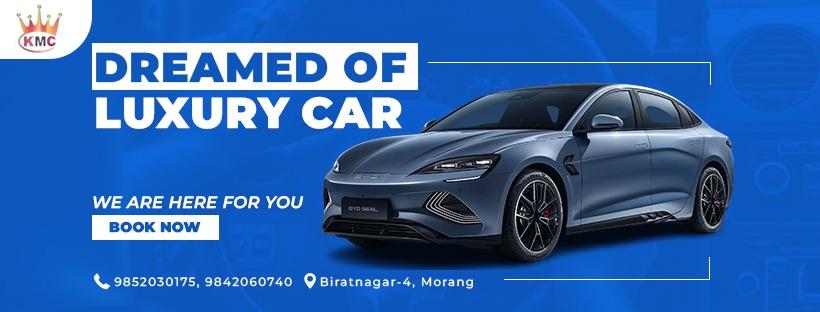 KMC
DREAMED OF
LUXURY CAR
WE ARE HERE FOR YOU
BOOK NOW
BYD SEAL
9852030175, 9842060740 Biratnagar-4, Morang